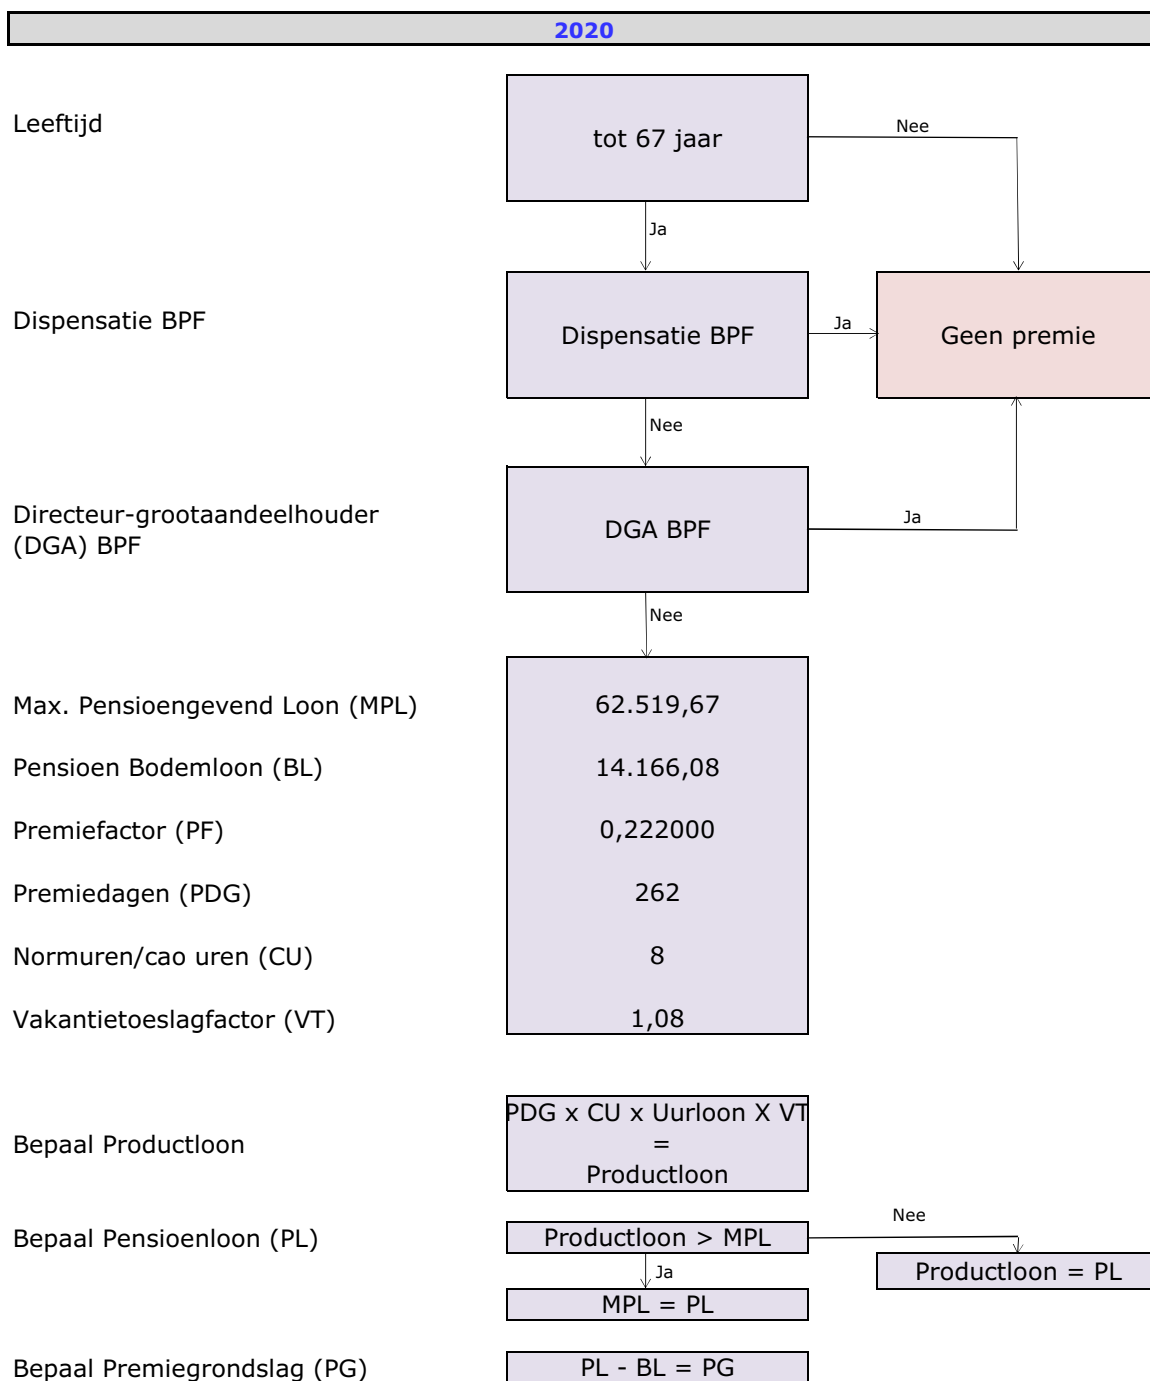 2020
Leeftijd
tot 67 jaar
Nee
Ja
Dispensatie BPF
Dispensatie BPF
Ja
Geen premie
Nee
Directeur-grootaandeelhouder
(DGA) BPF
DGA BPF
Ja
Nee
Max. Pensioengevend Loon (MPL)
62.519,67
Pensioen Bodemloon (BL)
14.166,08
Premiefactor (PF)
0,222000
Premiedagen (PDG)
262
Normuren/cao uren (CU)
8
Vakantietoeslagfactor (VT)
1,08
Bepaal Productloon
PDG x CU x Uurloon X VT
=
Productloon
Bepaal Pensioenloon (PL)
Productloon > MPL
Nee
Productloon = PL
Ja
MPL = PL
Bepaal Premiegrondslag (PG)
PL - BL = PG